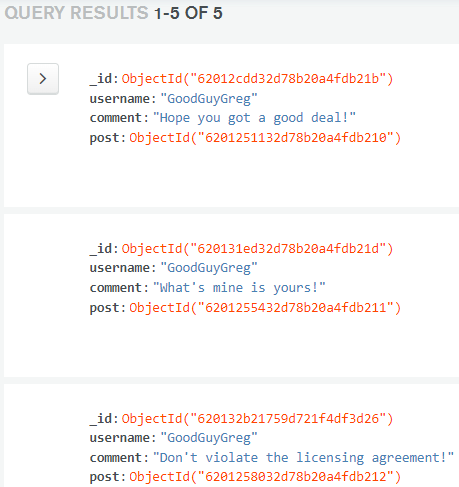 QUERY RESULTS 1-5 OF 5
_id: ObjectId("62012cdd32d78b20a4fdb21b")
username: "GoodGuyGreg"
comment: "Hope you got a good deal!"
post: ObjectId("6201251132d78b20a4fdb210")
_id: ObjectId("620131ed32d78b20a4fdb21d")
username: "GoodGuyGreg"
comment: "What's mine is yours!"
post: ObjectId("6201255432d78b20a4fdb211")
_id: ObjectId("620132b21759d721f4df3d26")
username: "GoodGuyGreg"
comment: "Don't violate the licensing agreement!"
post: ObjectId("6201258032d78b20a4fdb212")